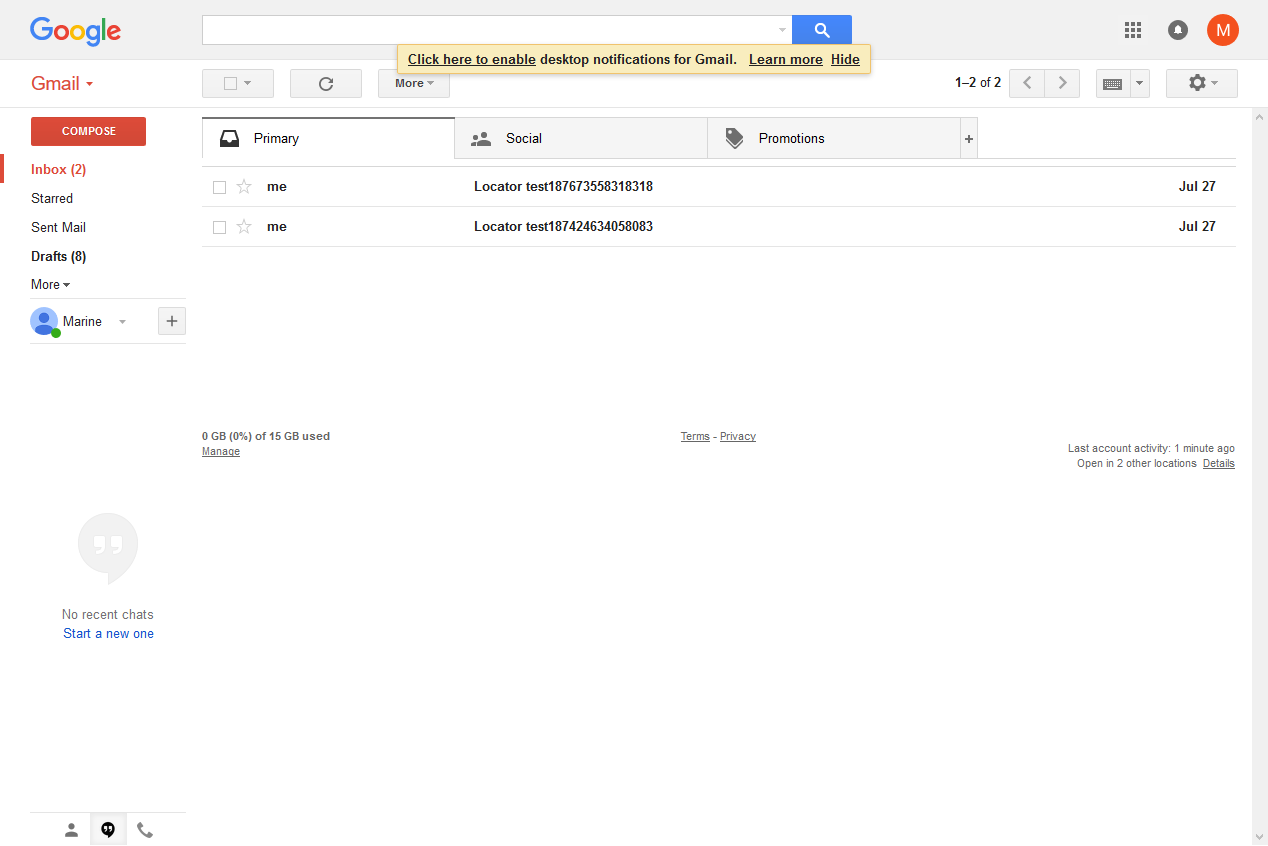 Google
M
Click here to enable desktop notifications for Gmail. Learn more Hide
Gmail
More
1–2 of 2
COMPOSE
Primary
Social
Promotions
+
Inbox (2)
Starred
Sent Mail
Drafts (8)
More
Marine
+
me Locator test187673558318318 Jul 27
me Locator test187424634058083 Jul 27
0 GB (0%) of 15 GB used
Manage
Terms - Privacy
Last account activity: 1 minute ago
Open in 2 other locations Details
No recent chats
Start a new one